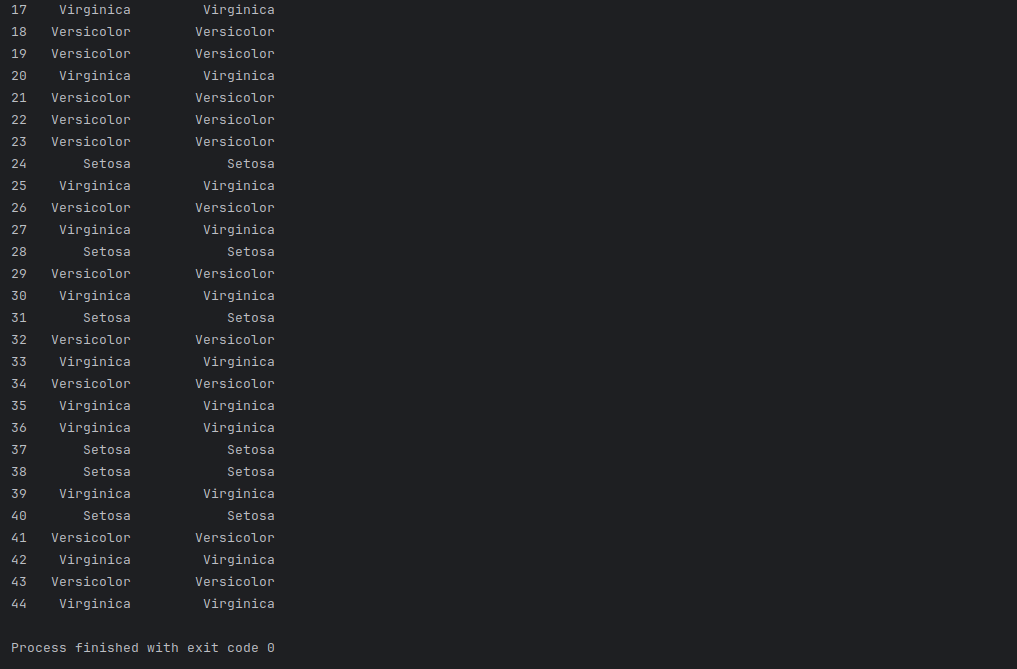 17    Virginica         Virginica
18   Versicolor        Versicolor
19   Versicolor        Versicolor
20    Virginica         Virginica
21   Versicolor        Versicolor
22   Versicolor        Versicolor
23   Versicolor        Versicolor
24       Setosa            Setosa
25    Virginica         Virginica
26   Versicolor        Versicolor
27    Virginica         Virginica
28       Setosa            Setosa
29   Versicolor        Versicolor
30    Virginica         Virginica
31       Setosa            Setosa
32   Versicolor        Versicolor
33    Virginica         Virginica
34   Versicolor        Versicolor
35    Virginica         Virginica
36    Virginica         Virginica
37       Setosa            Setosa
38       Setosa            Setosa
39    Virginica         Virginica
40       Setosa            Setosa
41   Versicolor        Versicolor
42    Virginica         Virginica
43   Versicolor        Versicolor
44    Virginica         Virginica
Process finished with exit code 0